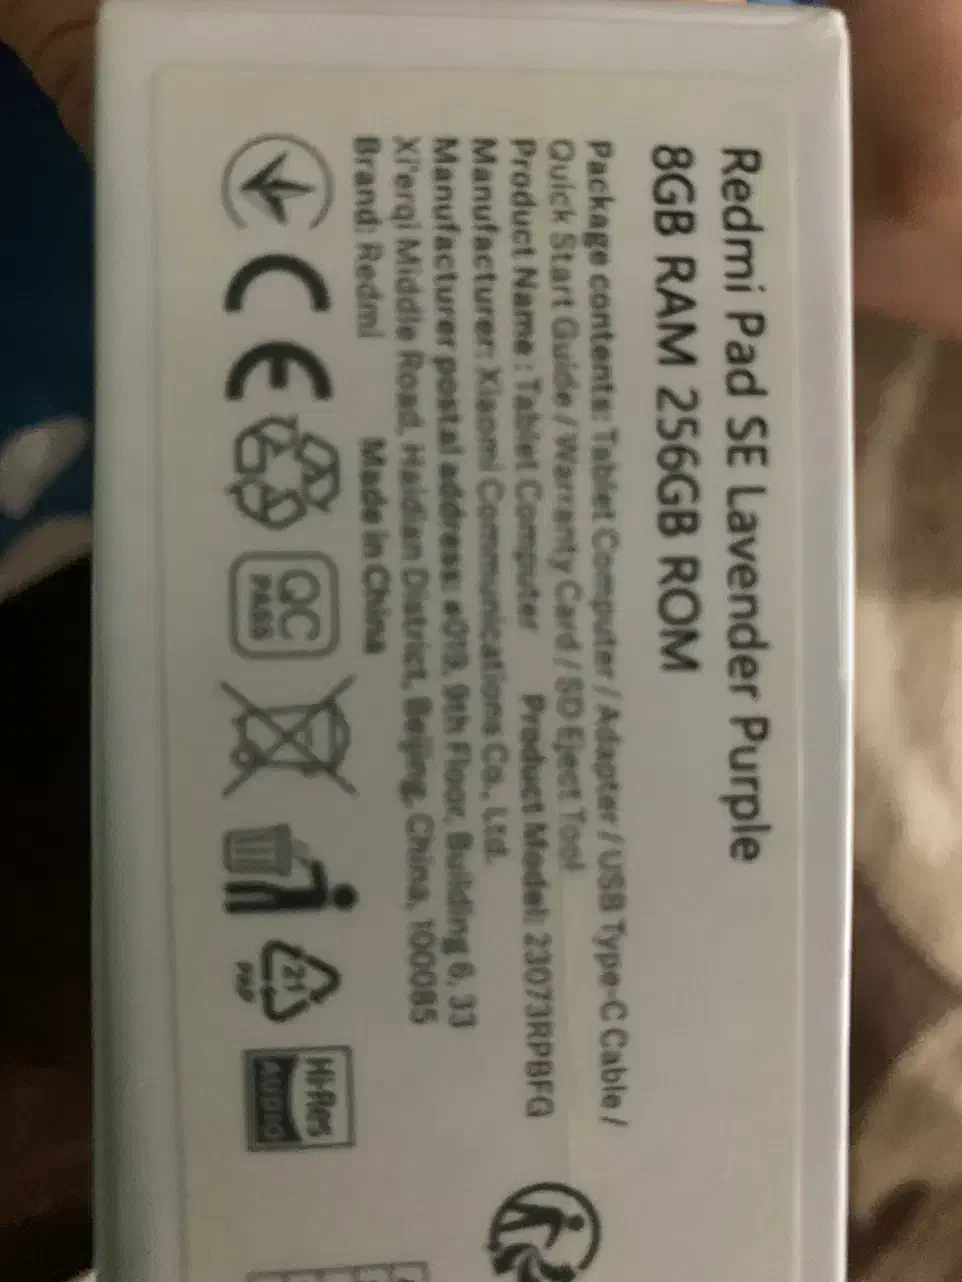 Redmi Pad SE Lavender Purple
8GB RAM 256GB ROM
Package contents: Tablet Computer / Adapter / USB Type-C Cable /
Quick Start Guide / Warranty Card / SD Eject Tool
Product Name : Tablet Computer Product Model: 23073RPBFG
Manufacturer: Xiaomi Communications Co., Ltd.
Manufacturer postal address: #019, 9th Floor, Building 6, 33
Xi'erqi Middle Road, Haidian District, Beijing, China, 100085
Brand: Redmi Made in China
CE
QC
PASS
21
PAP
Hi-Res
AUDIO